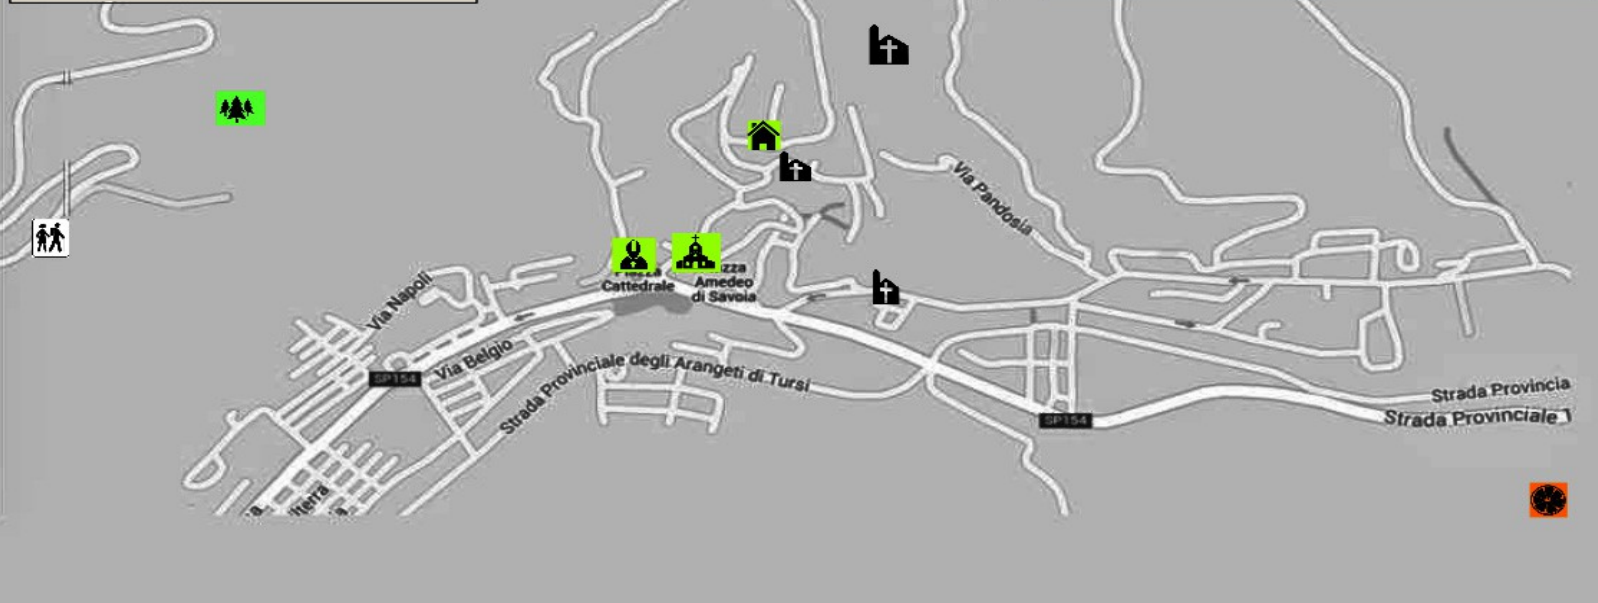 Via Pandosia
Piazza
Cattedrale
Amedeo
di Savoia
Via Napoli
Via Belgio
SP154
Strada Provinciale degli Arangeti di Tursi
Strada Provincia
Strada Provinciale 1
SP154